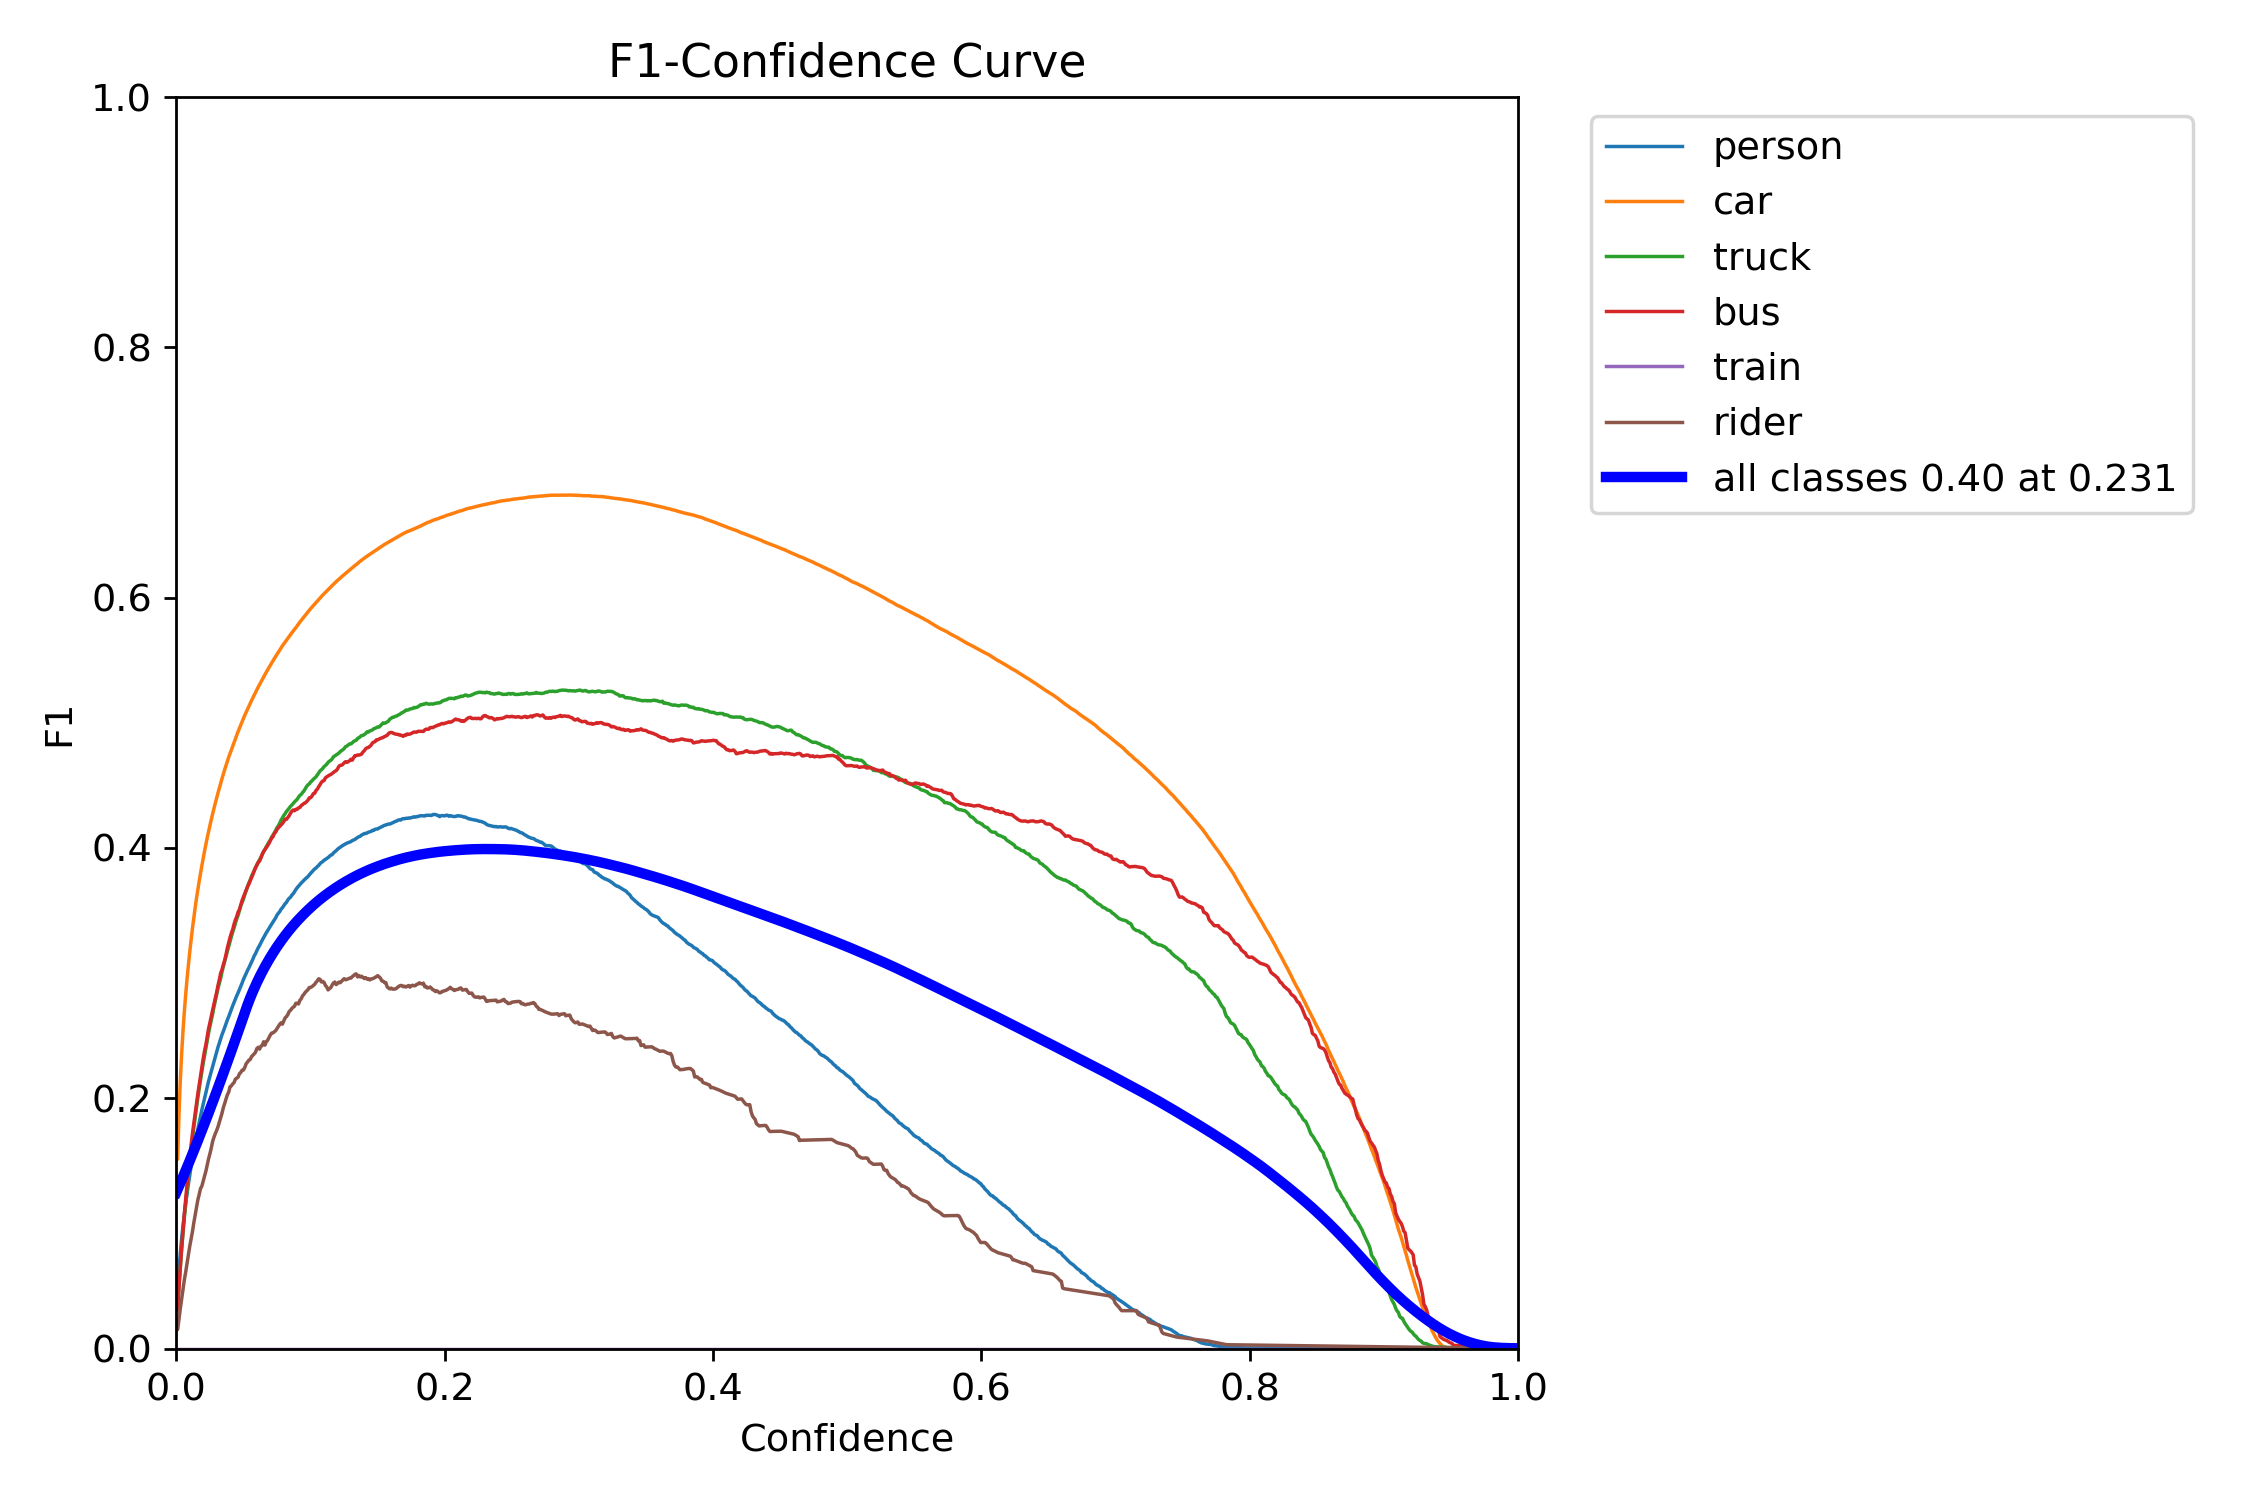 F1-Confidence Curve
1.0
0.8
0.6
0.4
0.2
0.0
F1
0.0 0.2 0.4 0.6 0.8 1.0
Confidence
person
car
truck
bus
train
rider
all classes 0.40 at 0.231